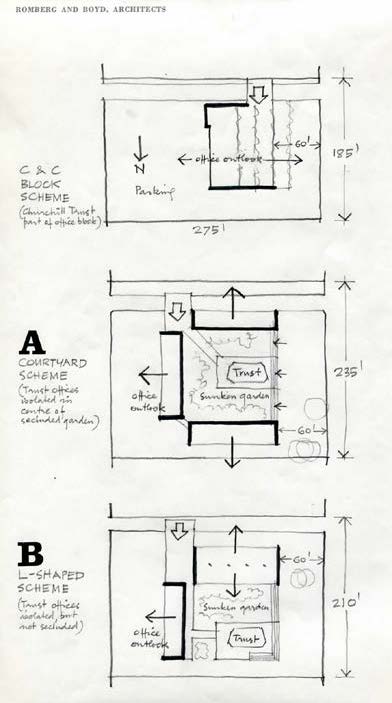 ROMBERG AND BOYD, ARCHITECTS
60'
185'
office outlook
N
Parking
C & C
BLOCK
SCHEME
(Churchill Trust
part of office block)
275'
A
COURTYARD
SCHEME
(Trust offices
isolated in
centre of
secluded garden)
office
outlook
Trust
Sunken garden
235'
60'
B
L-SHAPED
SCHEME
(Trust offices
isolated, but
not secluded)
60'
Sunken garden
210'
office
outlook
Trust